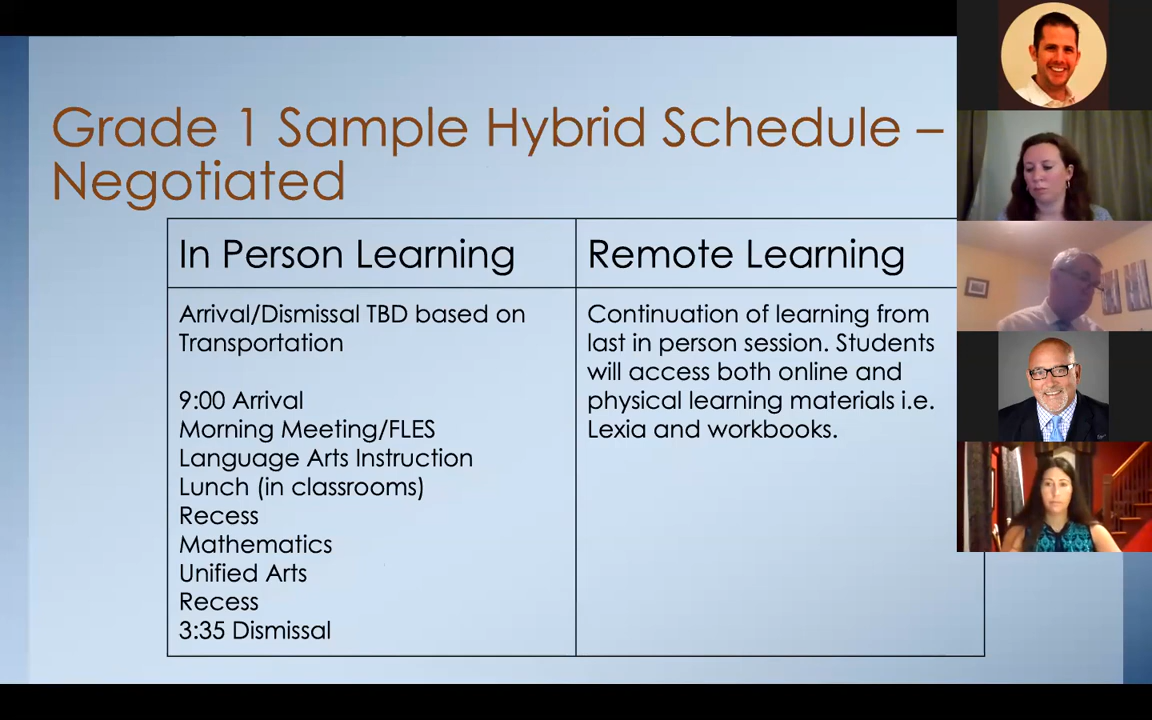 Grade 1 Sample Hybrid Schedule –
Negotiated
In Person Learning
Remote Learning
Arrival/Dismissal TBD based on
Transportation
9:00 Arrival
Morning Meeting/FLES
Language Arts Instruction
Lunch (in classrooms)
Recess
Mathematics
Unified Arts
Recess
3:35 Dismissal
Continuation of learning from
last in person session. Students
will access both online and
physical learning materials i.e.
Lexia and workbooks.